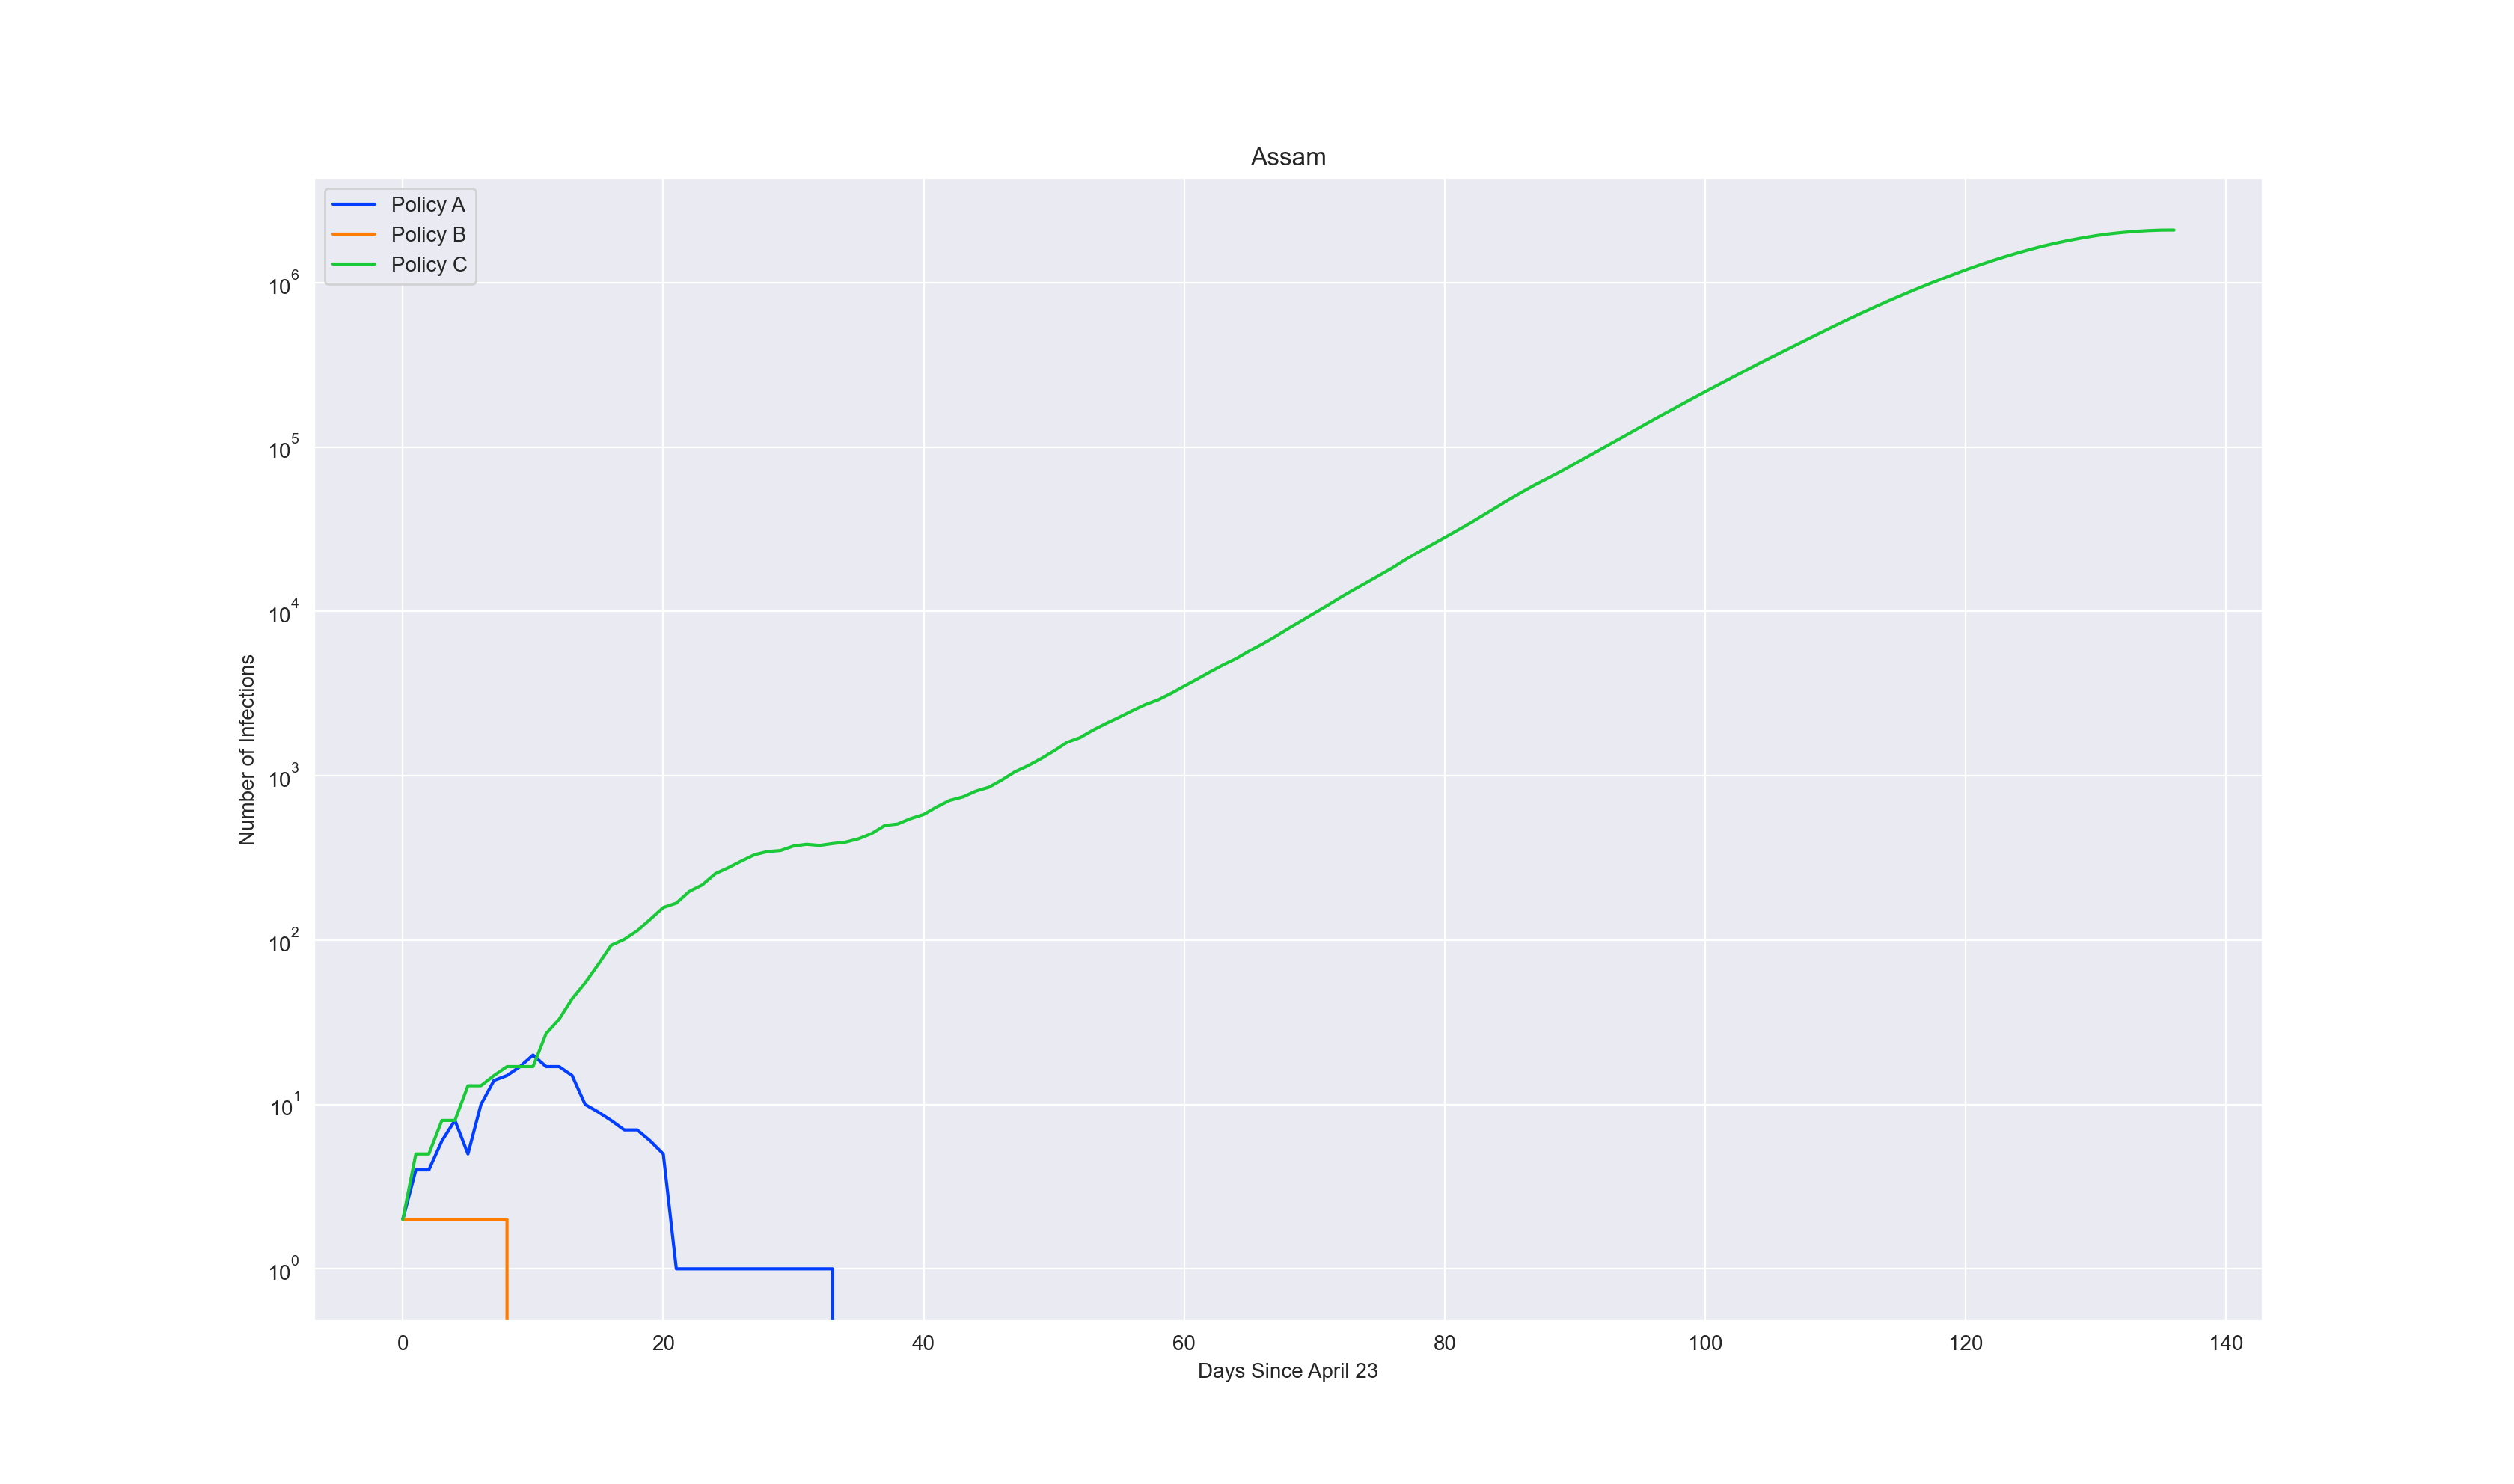 Assam
Policy A
Policy B
Policy C
10^6
10^5
10^4
10^3
10^2
10^1
10^0
Number of Infections
0 20 40 60 80 100 120 140
Days Since April 23